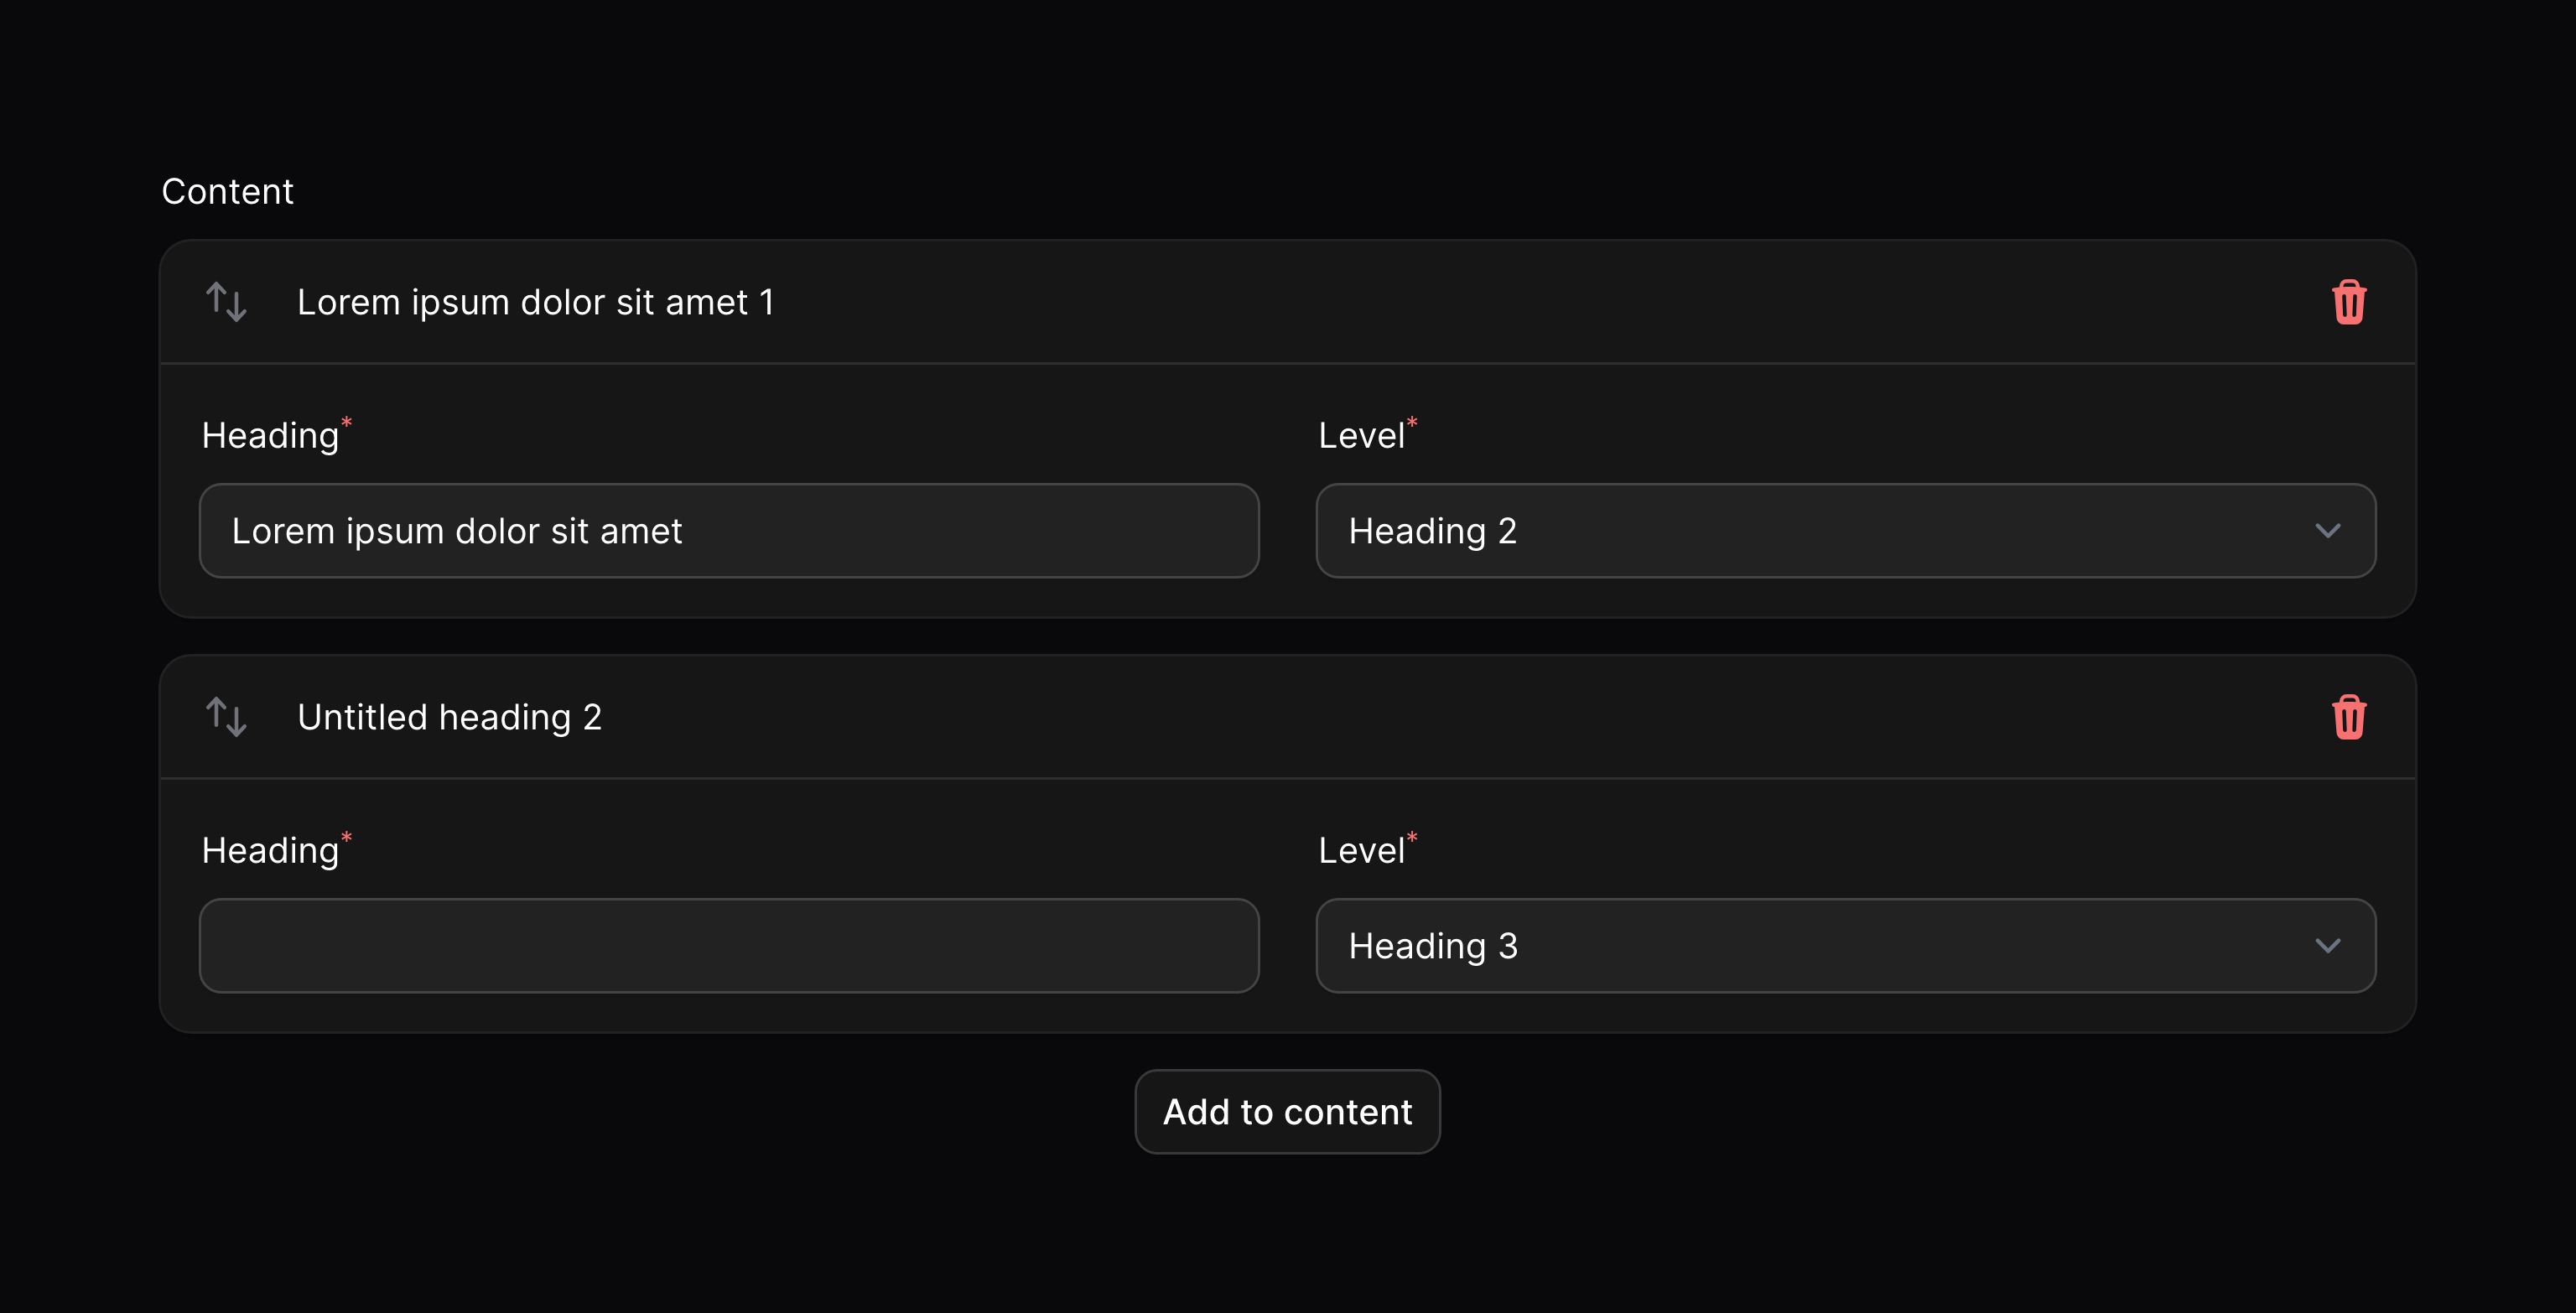 Content
Lorem ipsum dolor sit amet 1
Heading* Level*
Lorem ipsum dolor sit amet Heading 2
Untitled heading 2
Heading* Level*
Heading 3
Add to content